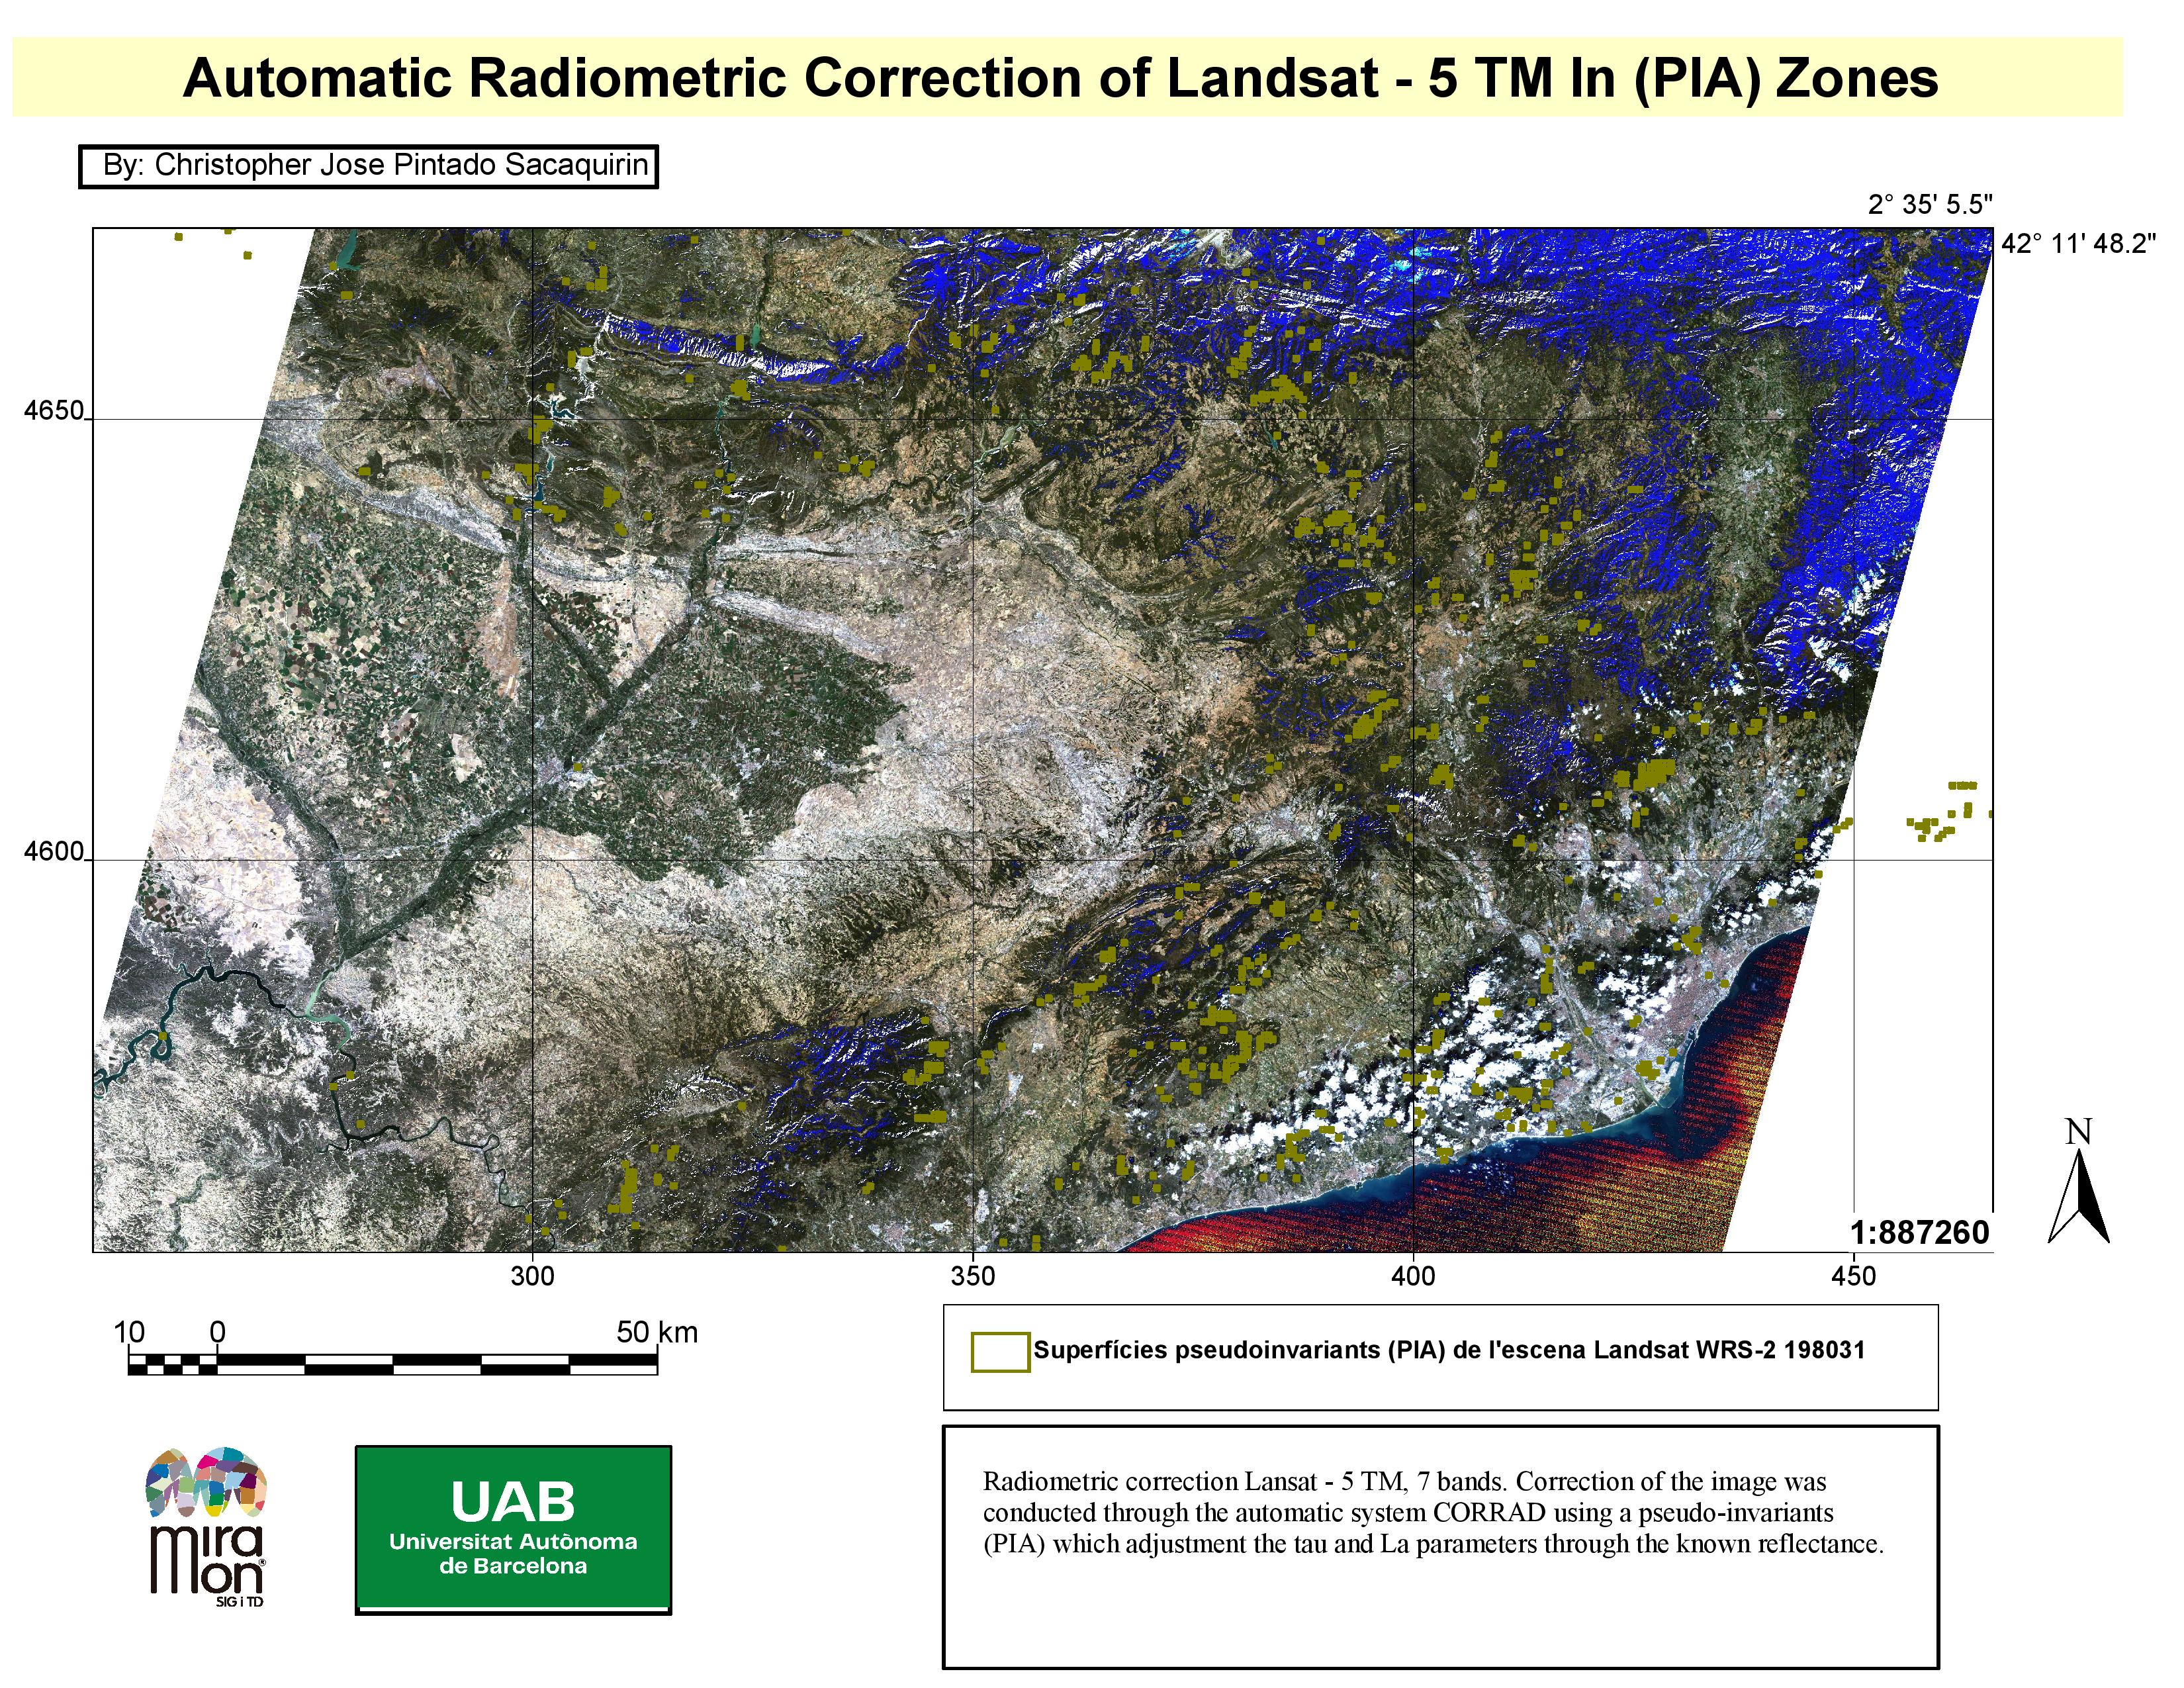 Automatic Radiometric Correction of Landsat - 5 TM In (PIA) Zones
By: Christopher Jose Pintado Sacaquirin
2° 35' 5.5"
42° 11' 48.2"
4650
4600
N
1:887260
300
350
400
450
10 0 50 km
Superfícies pseudoinvariants (PIA) de l'escena Landsat WRS-2 198031
mira
mon®
SIG i TD
UAB
Universitat Autònoma
de Barcelona
Radiometric correction Lansat - 5 TM, 7 bands. Correction of the image was
conducted through the automatic system CORRAD using a pseudo-invariants
(PIA) which adjustment the tau and La parameters through the known reflectance.